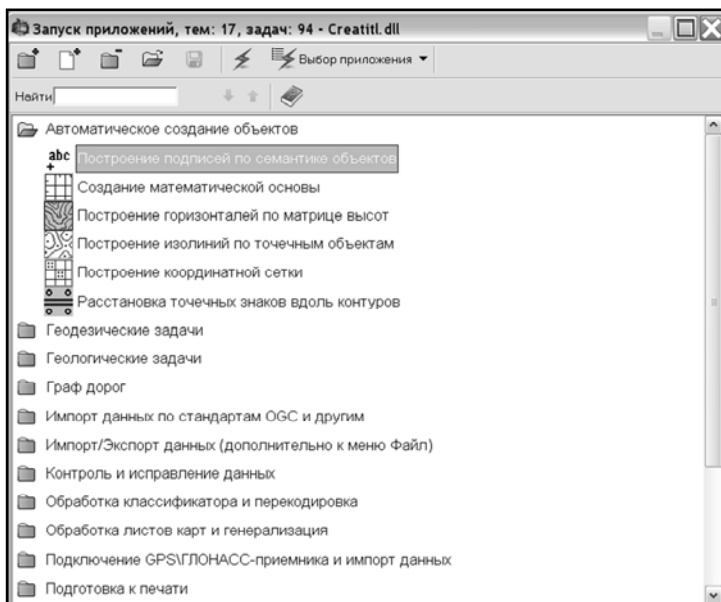 Запуск приложений, тем: 17, задач: 94 - Creatitl.dll
Выбор приложения
Найти
Автоматическое создание объектов
abc
Построение подписей по семантике объектов
Создание математической основы
Построение горизонталей по матрице высот
Построение изолиний по точечным объектам
Построение координатной сетки
Расстановка точечных знаков вдоль контуров
Геодезические задачи
Геологические задачи
Граф дорог
Импорт данных по стандартам OGC и другим
Импорт/Экспорт данных (дополнительно к меню Файл)
Контроль и исправление данных
Обработка классификатора и перекодировка
Обработка листов карт и генерализация
Подключение GPS\ГЛОНАСС-приемника и импорт данных
Подготовка к печати